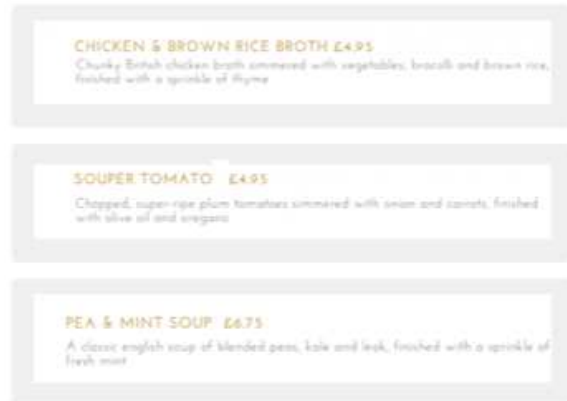 CHICKEN & BROWN RICE BROTH £4.95
Chunky British chicken broth simmered with vegetables, brocolli and brown rice,
finished with a sprinkle of thyme
SOUPER TOMATO £4.95
Chopped, super-ripe plum tomatoes simmered with onion and carrots, finished
with olive oil and oregano
PEA & MINT SOUP £6.75
A classic english soup of blended peas, kale and leek, finished with a sprinkle of
fresh mint